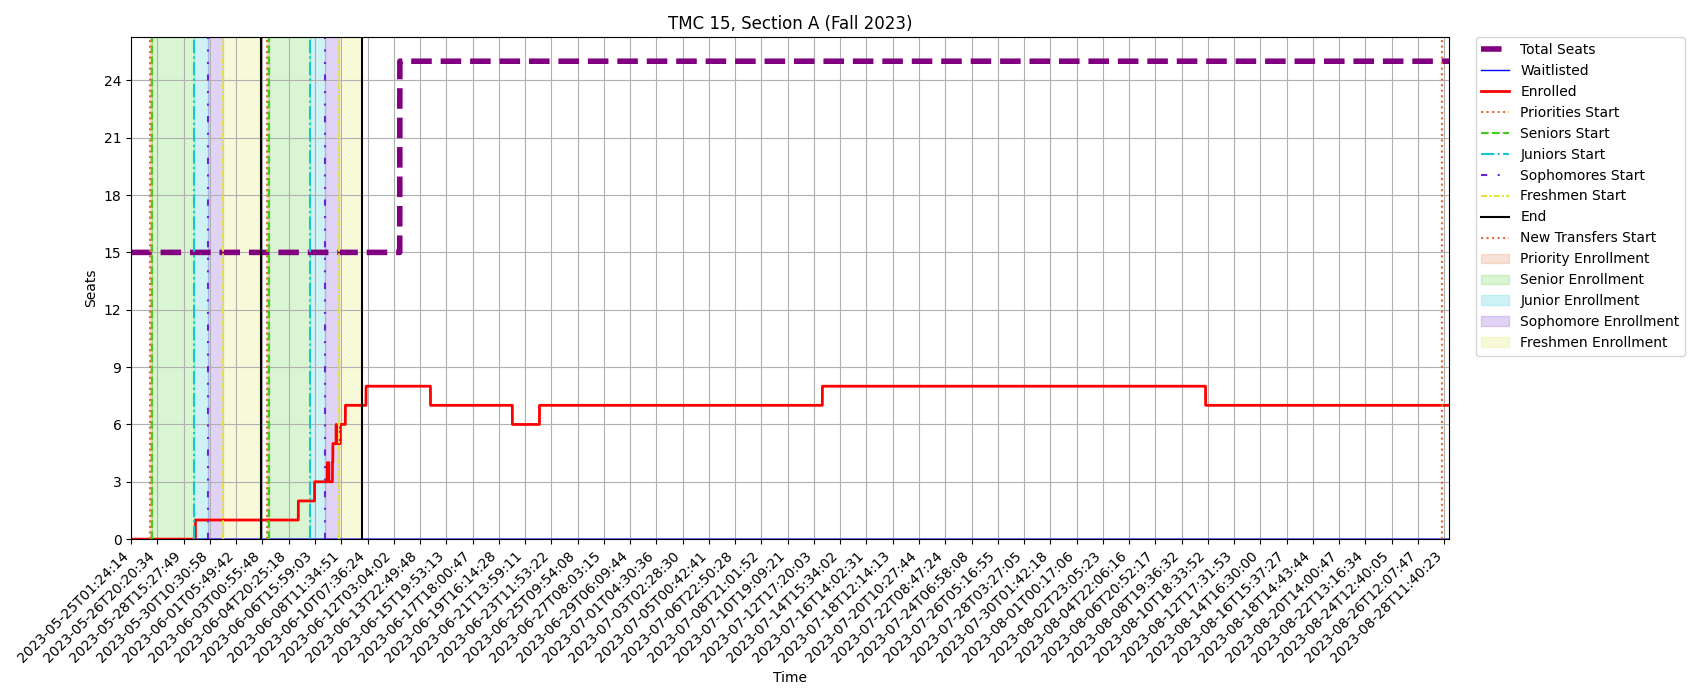 TMC 15, Section A (Fall 2023)
24
21
18
15
12
9
6
3
0
Seats
2023-05-25T01:24:14
2023-05-26T20:20:34
2023-05-28T15:27:49
2023-05-30T10:30:58
2023-06-01T05:49:42
2023-06-03T00:55:48
2023-06-04T20:25:18
2023-06-06T15:59:03
2023-06-08T11:34:51
2023-06-10T07:36:24
2023-06-12T03:04:02
2023-06-13T22:49:48
2023-06-15T19:53:13
2023-06-17T18:00:47
2023-06-19T16:14:28
2023-06-21T13:59:11
2023-06-23T11:53:22
2023-06-25T09:54:08
2023-06-27T08:03:15
2023-06-29T06:09:44
2023-07-01T04:30:36
2023-07-03T02:28:30
2023-07-05T00:42:41
2023-07-06T22:50:28
2023-07-08T21:01:52
2023-07-10T19:09:21
2023-07-12T17:20:03
2023-07-14T15:34:02
2023-07-16T14:02:31
2023-07-18T12:14:13
2023-07-20T10:27:44
2023-07-22T08:47:24
2023-07-24T06:58:08
2023-07-26T05:16:55
2023-07-28T03:27:05
2023-07-30T01:42:18
2023-08-01T00:17:06
2023-08-02T23:05:23
2023-08-04T22:06:16
2023-08-06T20:52:17
2023-08-08T19:36:32
2023-08-10T18:33:52
2023-08-12T17:31:53
2023-08-14T16:30:00
2023-08-16T15:37:27
2023-08-18T14:43:44
2023-08-20T14:00:47
2023-08-22T13:16:34
2023-08-24T12:40:05
2023-08-26T12:07:47
2023-08-28T11:40:23
Time
Total Seats
Waitlisted
Enrolled
Priorities Start
Seniors Start
Juniors Start
Sophomores Start
Freshmen Start
End
New Transfers Start
Priority Enrollment
Senior Enrollment
Junior Enrollment
Sophomore Enrollment
Freshmen Enrollment